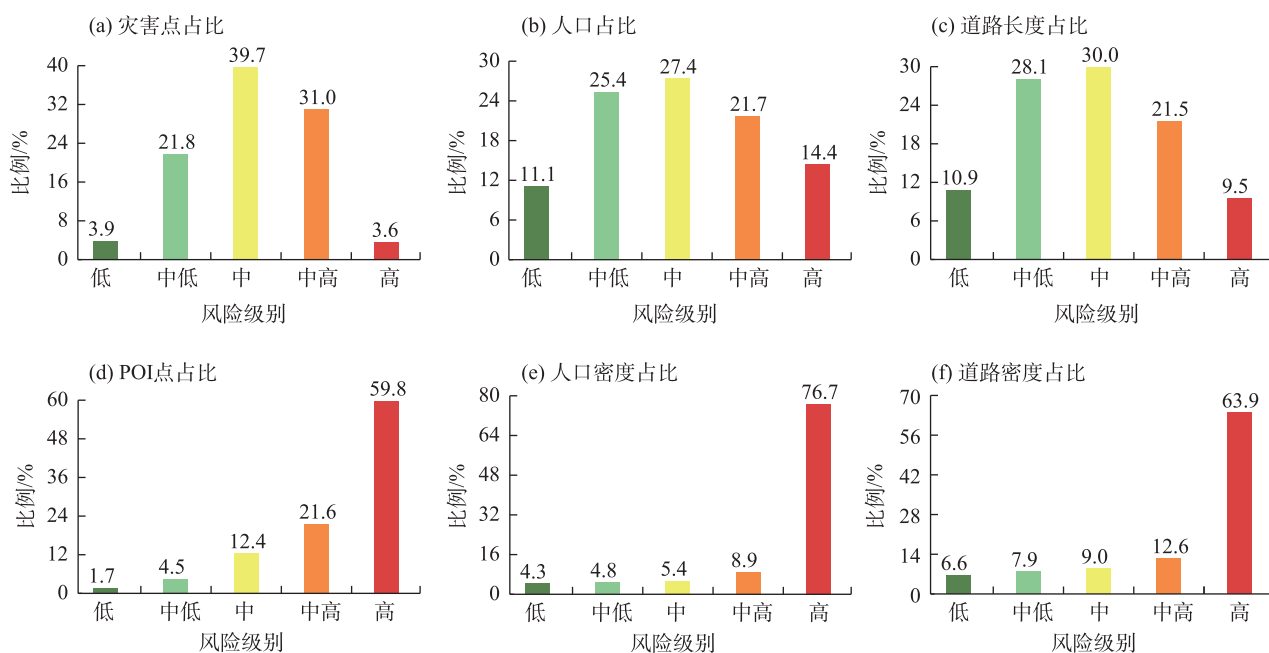 (a) 灾害点占比
比例/%
40
32
24
16
8
0
3.9
21.8
39.7
31.0
3.6
低
中低
中
中高
高
风险级别
(b) 人口占比
比例/%
30
24
18
12
6
0
11.1
25.4
27.4
21.7
14.4
低
中低
中
中高
高
风险级别
(c) 道路长度占比
比例/%
30
24
18
12
6
0
10.9
28.1
30.0
21.5
9.5
低
中低
中
中高
高
风险级别
(d) POI点占比
比例/%
60
48
36
24
12
0
1.7
4.5
12.4
21.6
59.8
低
中低
中
中高
高
风险级别
(e) 人口密度占比
比例/%
80
64
48
32
16
0
4.3
4.8
5.4
8.9
76.7
低
中低
中
中高
高
风险级别
(f) 道路密度占比
比例/%
70
56
42
28
14
0
6.6
7.9
9.0
12.6
63.9
低
中低
中
中高
高
风险级别